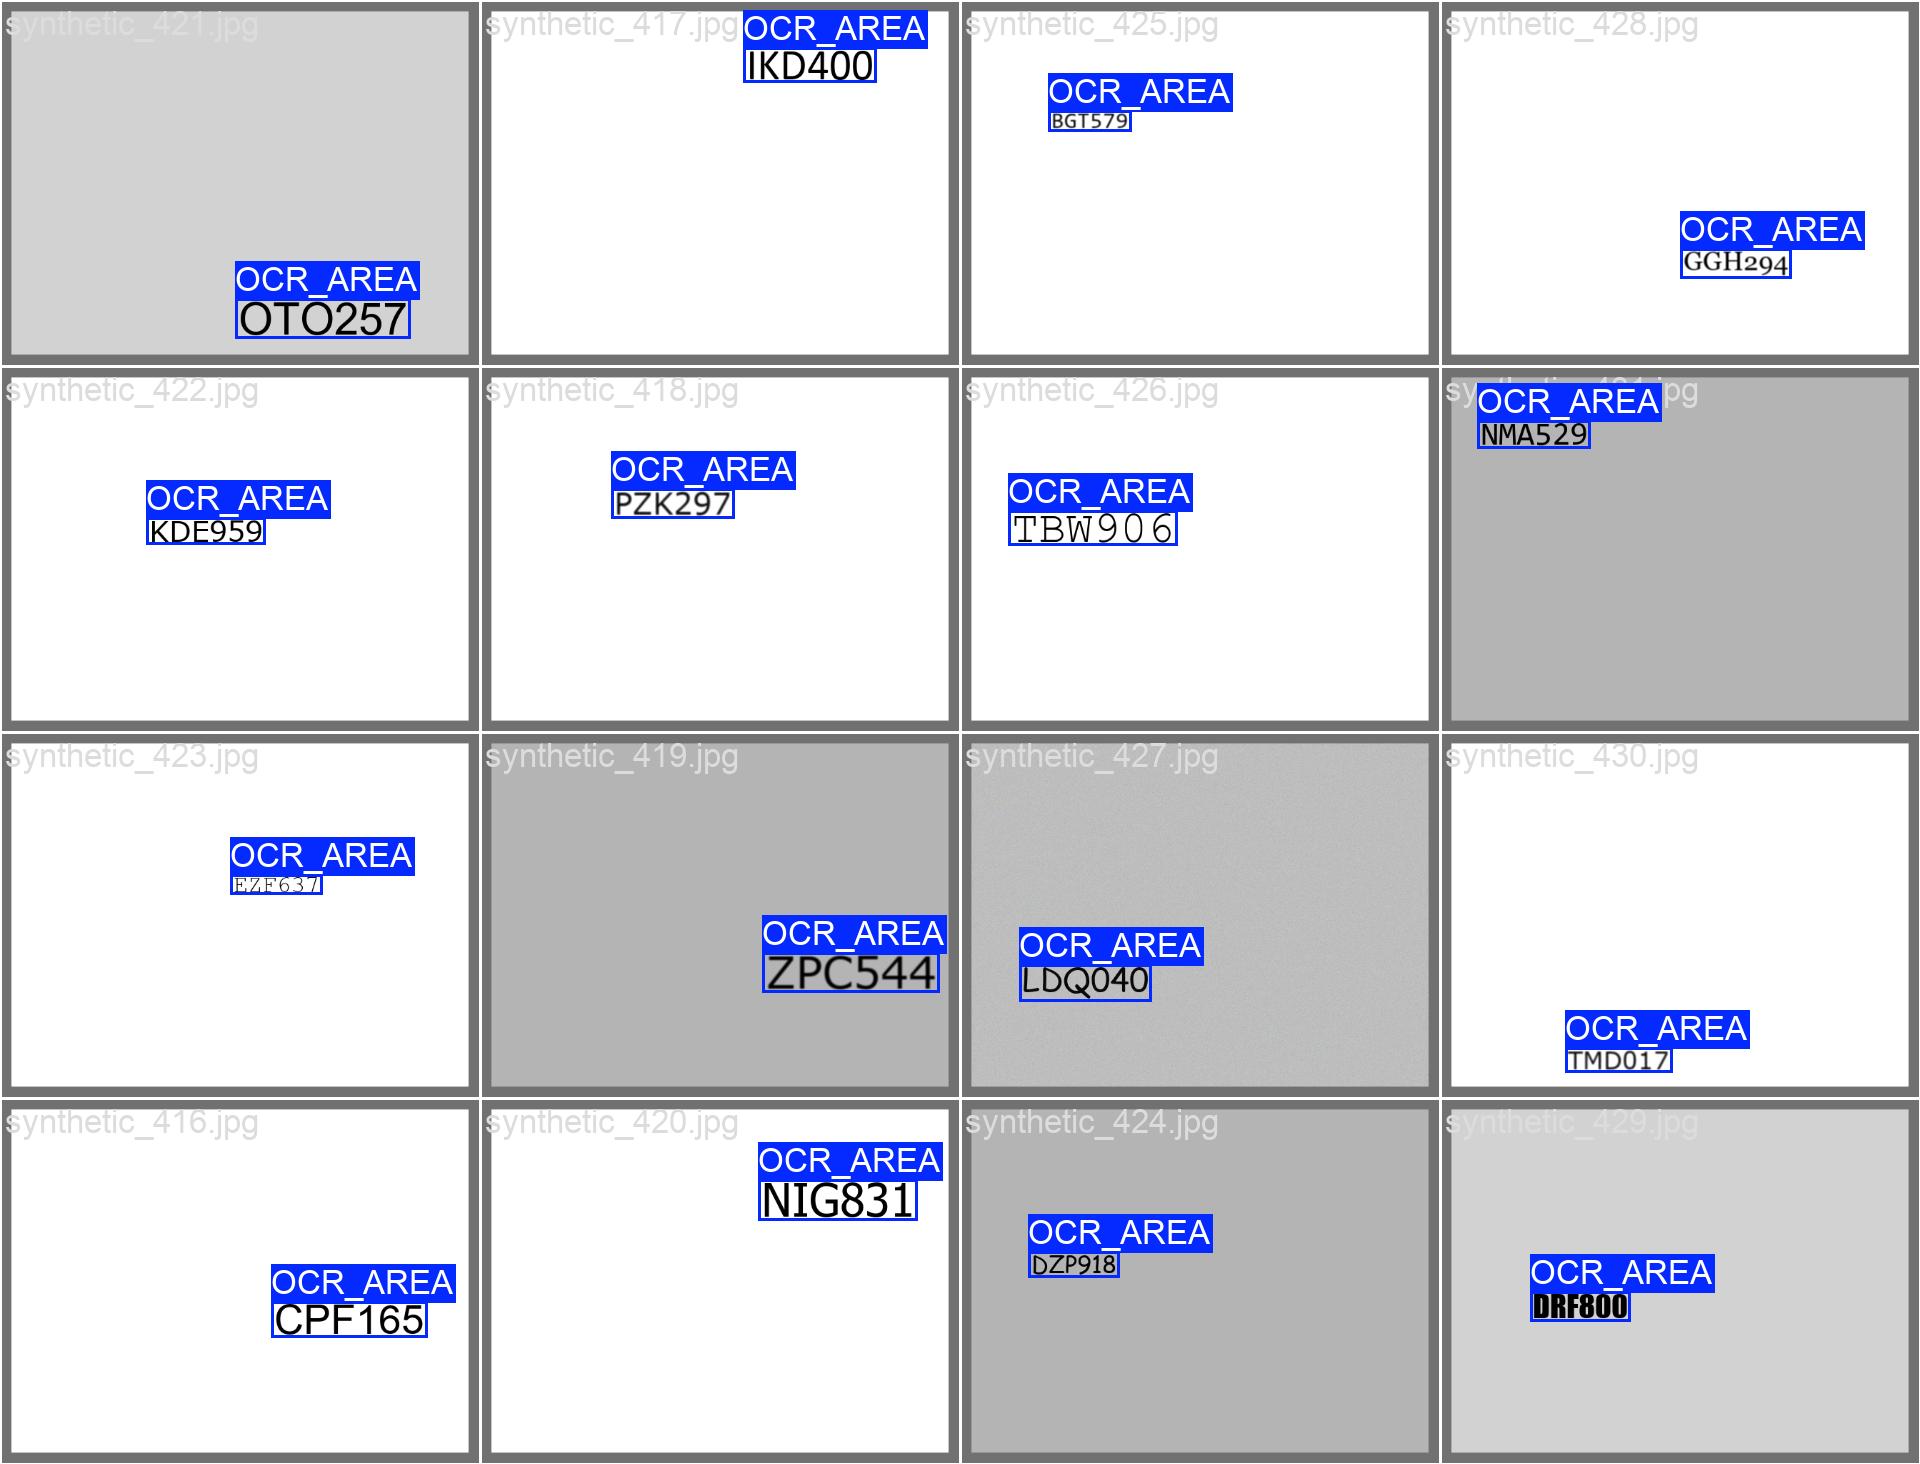 synthetic_421.jpg
OCR_AREA
OTO257
synthetic_417.jpg
OCR_AREA
IKD400
synthetic_425.jpg
OCR_AREA
BGT579
synthetic_428.jpg
OCR_AREA
GGH294
synthetic_422.jpg
OCR_AREA
KDE959
synthetic_418.jpg
OCR_AREA
PZK297
synthetic_426.jpg
OCR_AREA
TBW906
OCR_AREA
NMA529
synthetic_423.jpg
OCR_AREA
EZF637
synthetic_419.jpg
OCR_AREA
ZPC544
synthetic_427.jpg
OCR_AREA
LDQ040
synthetic_430.jpg
OCR_AREA
TMD017
synthetic_416.jpg
OCR_AREA
CPF165
synthetic_420.jpg
OCR_AREA
NIG831
synthetic_424.jpg
OCR_AREA
DZP918
synthetic_429.jpg
OCR_AREA
DRF800